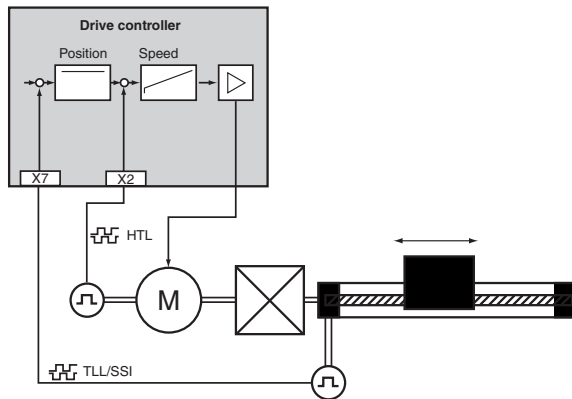 Drive controller
Position Speed
X7 X2
HTL
M
TLL/SSI